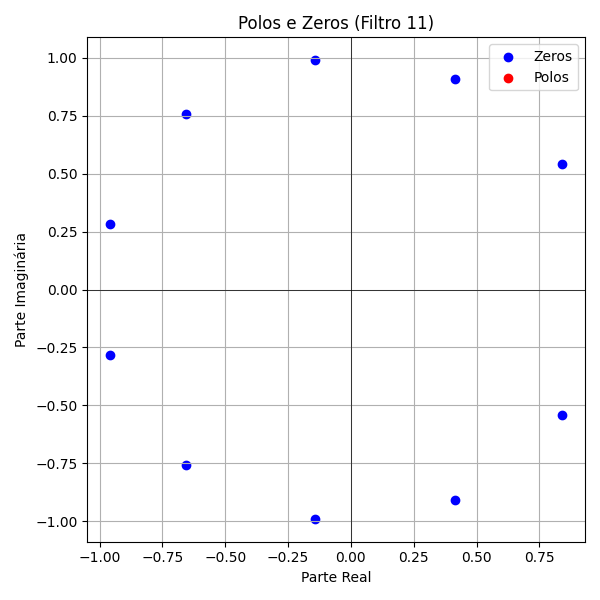 Polos e Zeros (Filtro 11)
Zeros
Polos
1.00
0.75
0.50
0.25
0.00
−0.25
−0.50
−0.75
−1.00
Parte Imaginária
−1.00 −0.75 −0.50 −0.25 0.00 0.25 0.50 0.75
Parte Real